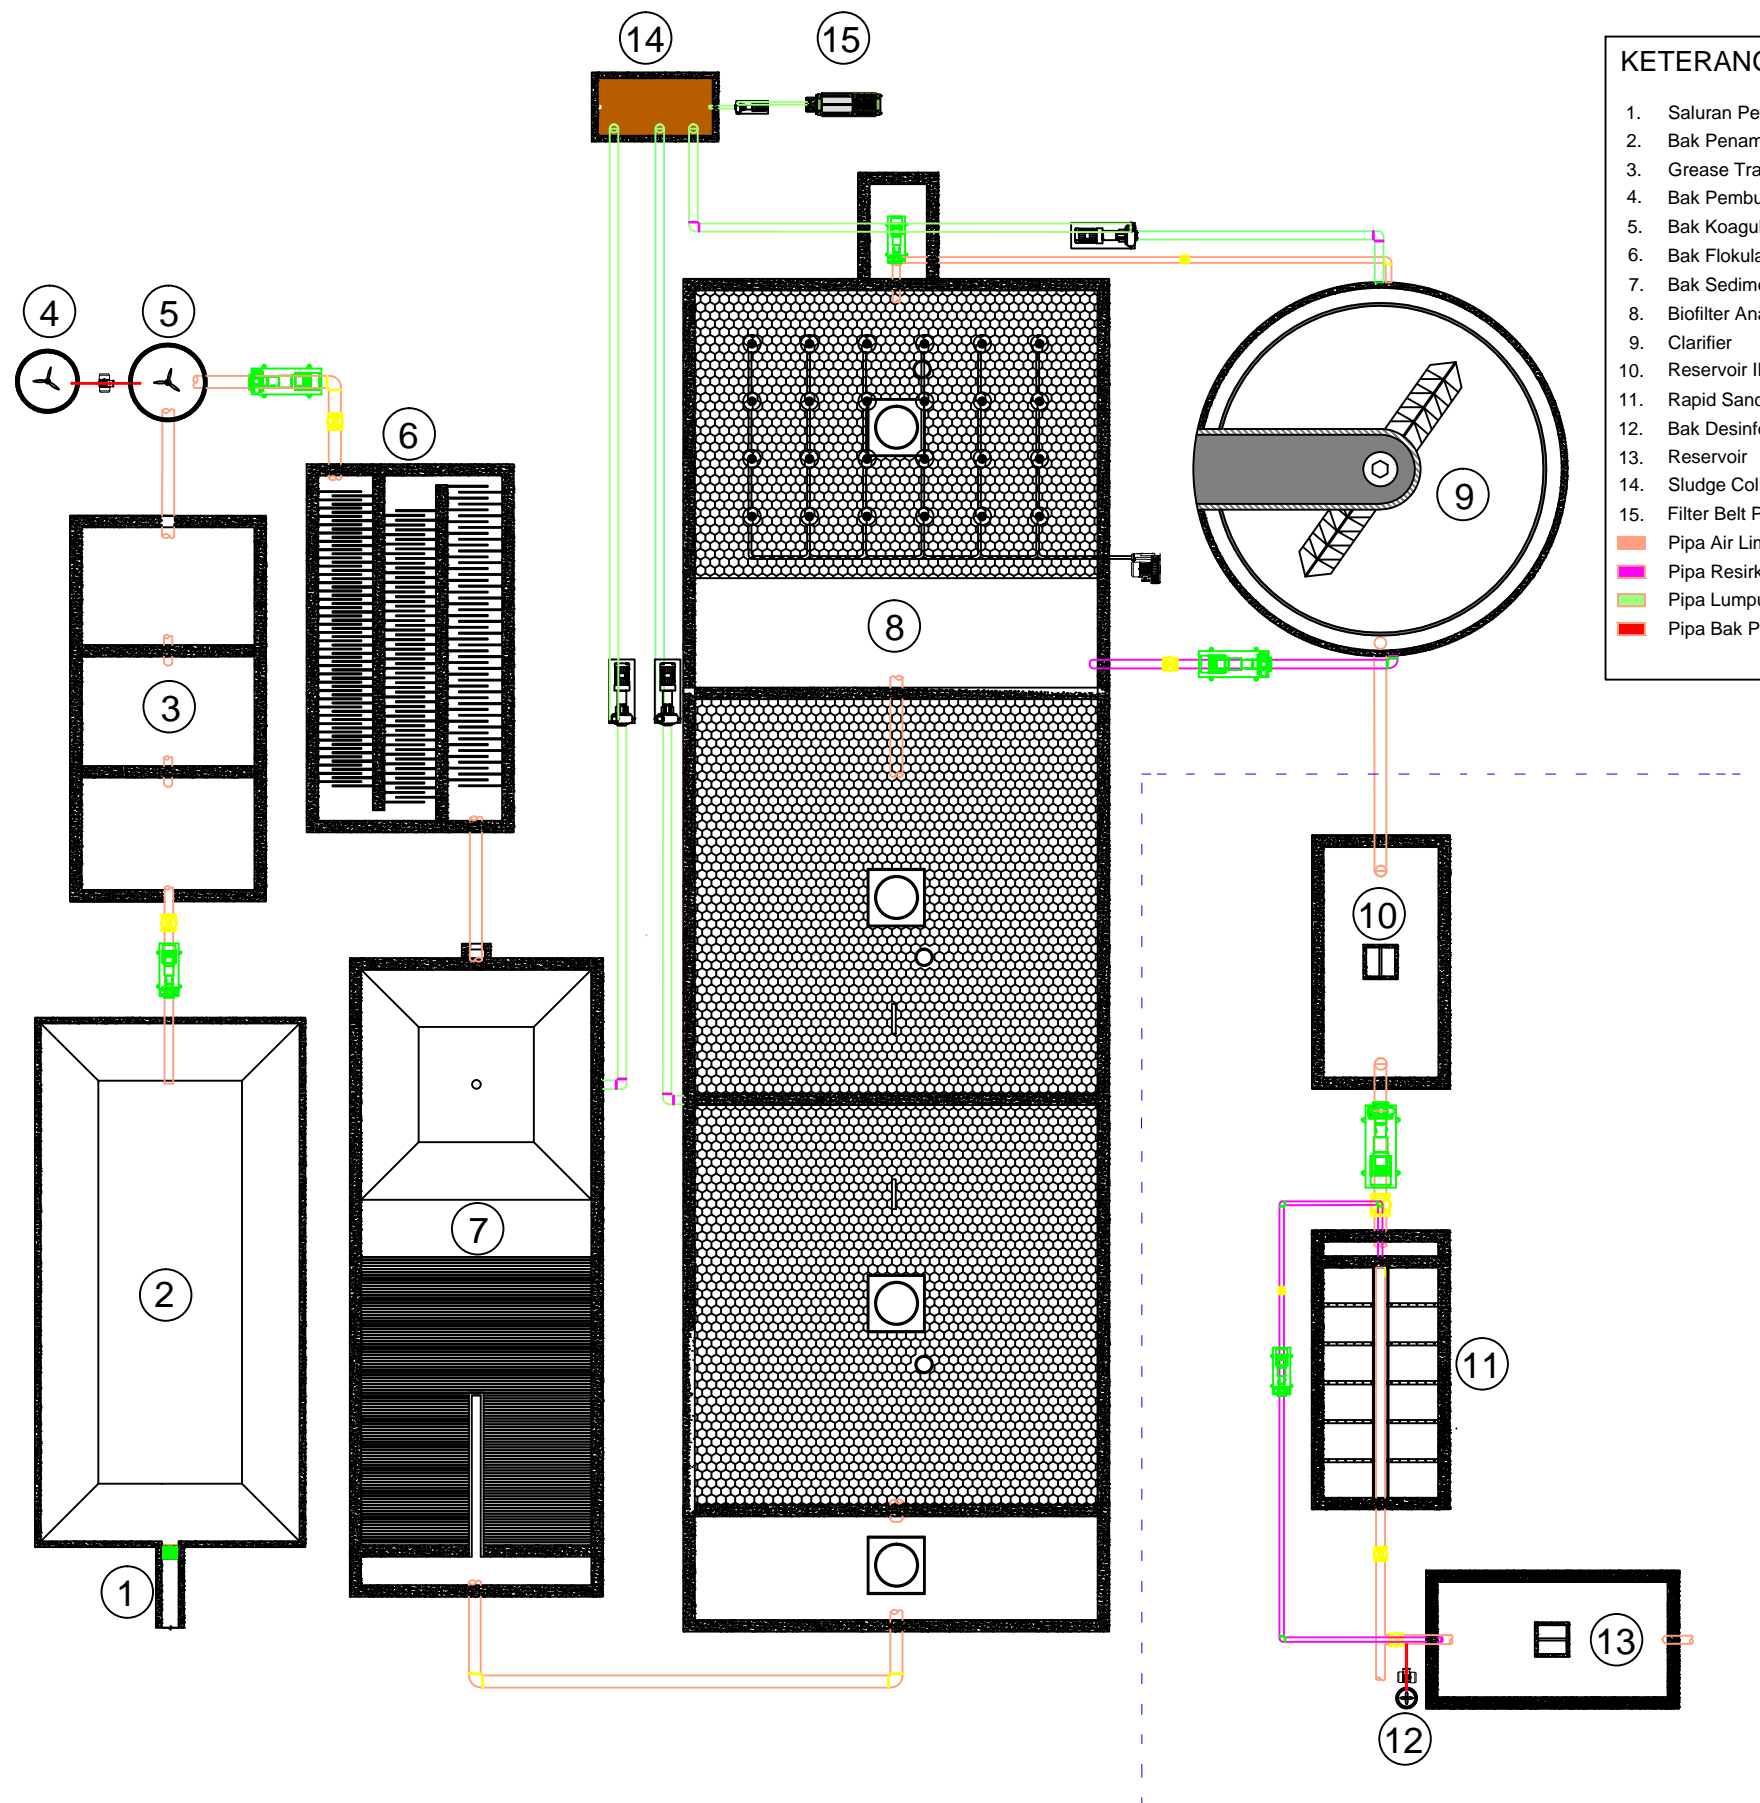 14
15
KETERANG
1. Saluran Pe
2. Bak Penam
3. Grease Tra
4. Bak Pembu
5. Bak Koagul
6. Bak Flokula
7. Bak Sedime
8. Biofilter Ana
9. Clarifier
10. Reservoir II
11. Rapid Sand
12. Bak Desinfe
13. Reservoir
14. Sludge Col
15. Filter Belt P
Pipa Air Lim
Pipa Resirk
Pipa Lumpu
Pipa Bak P
4
5
6
9
8
3
10
7
2
11
1
13
12